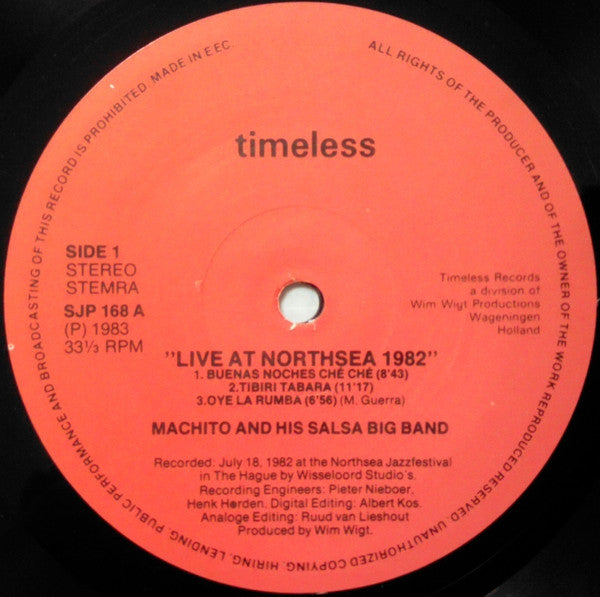 ALL RIGHTS OF THE PRODUCER AND OF THE OWNER OF THE WORK REPRODUCED RESERVED. UNAUTHORIZED COPYING. HIRING. LENDING. PUBLIC PERFORMANCE AND BROADCASTING OF THIS RECORD IS PROHIBITED. MADE IN EEC.
timeless
SIDE 1
STEREO
STEMRA
SJP 168 A
(P) 1983
33⅓ RPM
Timeless Records
a division of
Wim Wigt Productions
Wageningen
Holland
"LIVE AT NORTHSEA 1982"
1. BUENAS NOCHES CHÉ CHÉ (8'43)
2.TIBIRI TABARA (11'17)
3.OYE LA RUMBA (6'56) (M. Guerra)
MACHITO AND HIS SALSA BIG BAND
Recorded: July 18, 1982 at the Northsea Jazzfestival
in The Hague by Wisseloord Studio's.
Recording Engineers: Pieter Nieboer,
Henk Hørden. Digital Editing: Albert Kos.
Analoge Editing: Ruud van Lieshout
Produced by Wim Wigt.